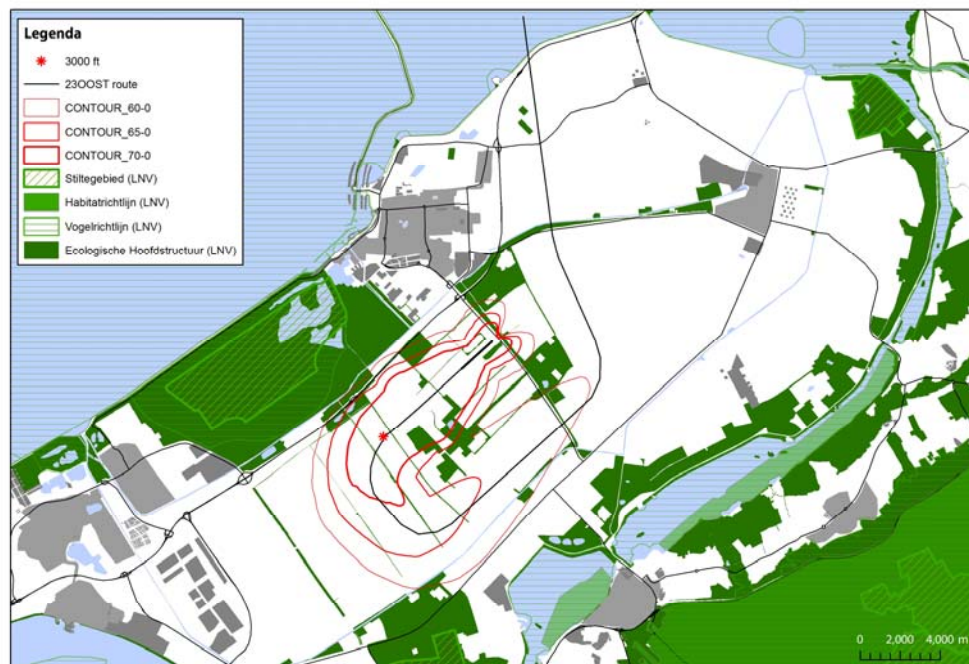 Legenda
3000 ft
23OOST route
CONTOUR_60-0
CONTOUR_65-0
CONTOUR_70-0
Stiltegebied (LNV)
Habitatrichtlijn (LNV)
Vogelrichtlijn (LNV)
Ecologische Hoofdstructuur (LNV)
0 2,000 4,000 m